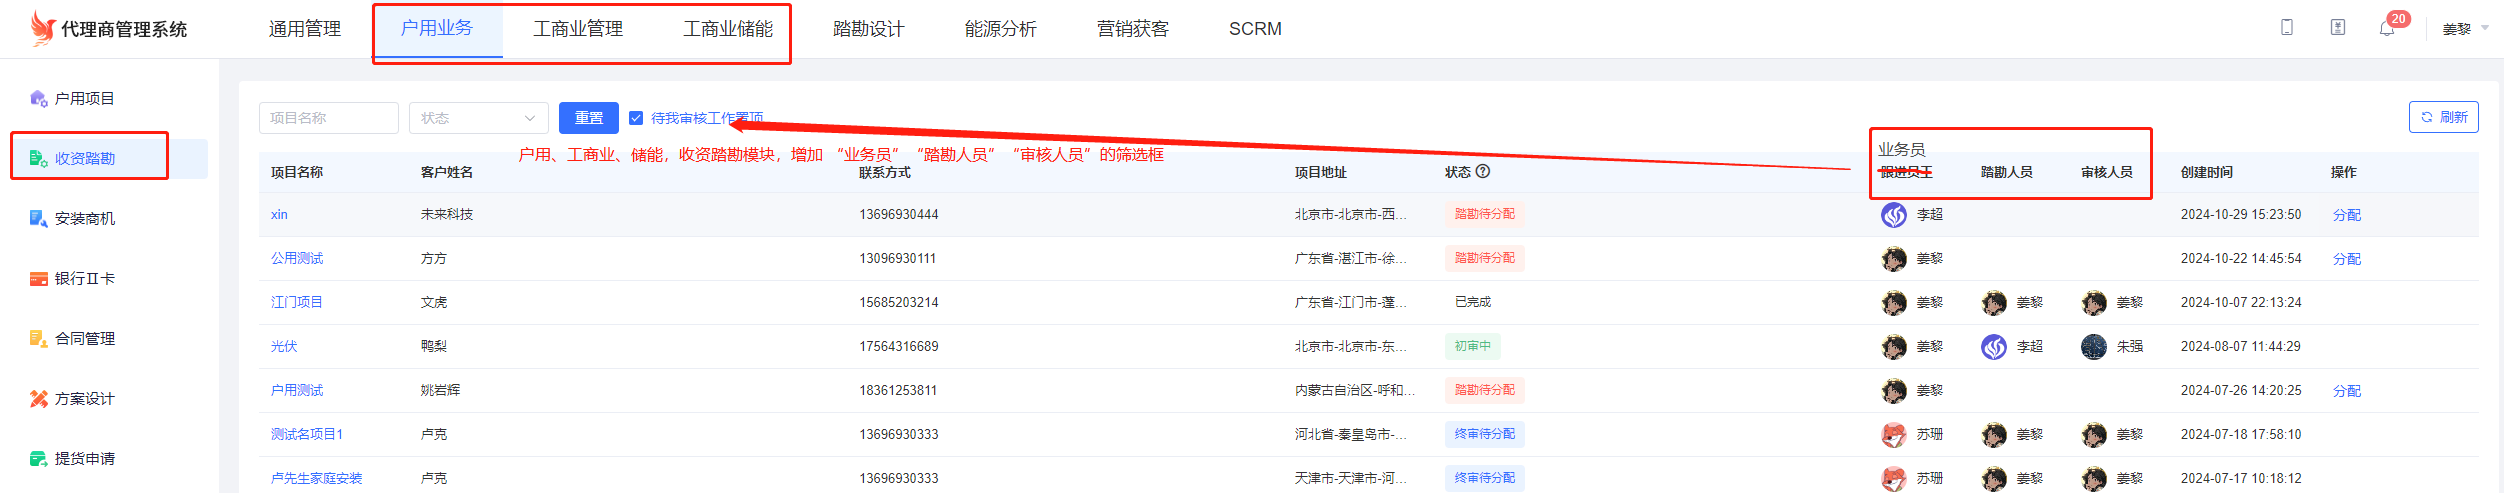 代理商管理系统 通用管理 户用业务 工商业管理 工商业储能 踏勘设计 能源分析 营销获客 SCRM 20 姜黎
户用项目
收资踏勘
安装商机
银行Ⅱ卡
合同管理
方案设计
提货申请
项目名称 状态 重置 待我审核工作置顶 刷新
户用、工商业、储能，收资踏勘模块，增加 “业务员” “踏勘人员” “审核人员”的筛选框
业务员
项目名称 客户姓名 联系方式 项目地址 状态 跟进员工 踏勘人员 审核人员 创建时间 操作
xin 未来科技 13696930444 北京市-北京市-西... 踏勘待分配 李超 2024-10-29 15:23:50 分配
公用测试 方方 13096930111 广东省-湛江市-徐... 踏勘待分配 姜黎 2024-10-22 14:45:54 分配
江门项目 文虎 15685203214 广东省-江门市-蓬... 已完成 姜黎 姜黎 姜黎 2024-10-07 22:13:24
光伏 鸭梨 17564316689 北京市-北京市-东... 初审中 姜黎 李超 朱强 2024-08-07 11:44:29
户用测试 姚岩辉 18361253811 内蒙古自治区-呼和... 踏勘待分配 姜黎 2024-07-26 14:20:25 分配
测试名项目1 卢克 13696930333 河北省-秦皇岛市-... 终审待分配 苏珊 姜黎 姜黎 2024-07-18 17:58:10
卢先生家庭安装 卢克 13696930333 天津市-天津市-河... 终审待分配 苏珊 姜黎 姜黎 2024-07-17 10:18:12